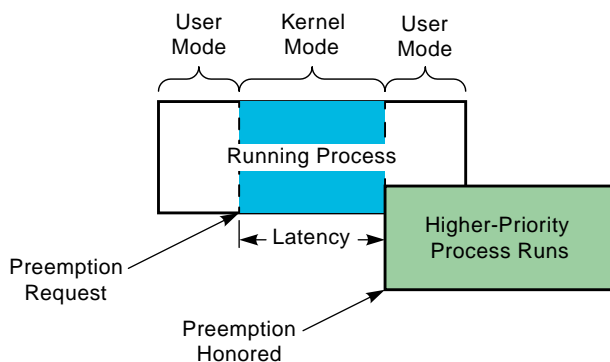 User
Mode
Kernel
Mode
User
Mode
Running Process
Latency
Higher-Priority
Process Runs
Preemption
Request
Preemption
Honored